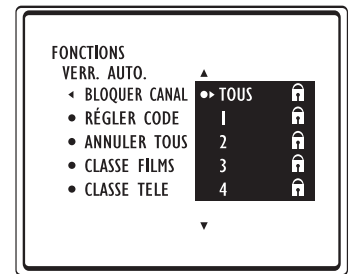 FONCTIONS
VERR. AUTO.
BLOQUER CANAL TOUS
RÉGLER CODE 1
ANNULER TOUS 2
CLASSE FILMS 3
CLASSE TELE 4